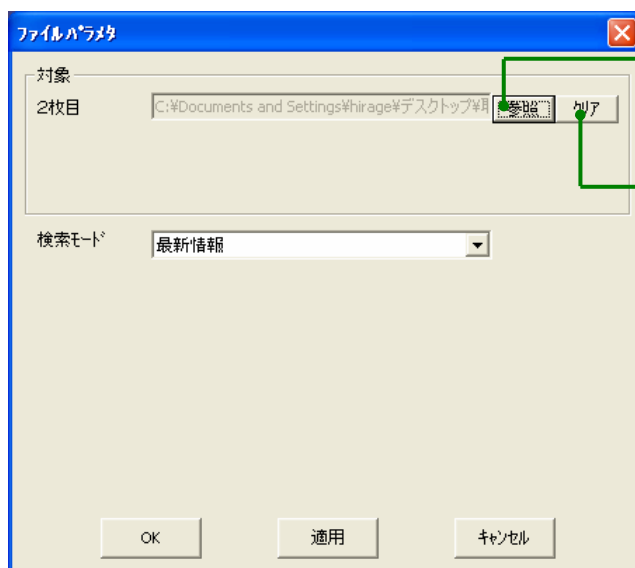 ﾌｧｲﾙ ﾊﾟﾗﾒﾀ
対象
2枚目 C:¥Documents and Settings¥hirage¥デスクトップ¥ 参照 ｸﾘｱ
検索ﾓｰﾄﾞ 最新情報
OK 適用 ｷｬﾝｾﾙ